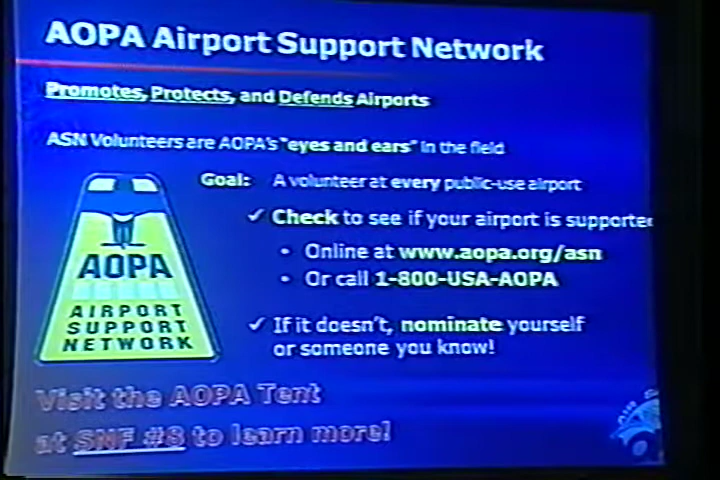 AOPA Airport Support Network
Promotes, Protects, and Defends Airports
ASN Volunteers are AOPA's "eyes and ears" in the field
Goal: A volunteer at every public-use airport
✓ Check to see if your airport is supported
• Online at www.aopa.org/asn
• Or call 1-800-USA-AOPA
✓ If it doesn't, nominate yourself
or someone you know!
AOPA
AIRPORT
SUPPORT
NETWORK
Visit the AOPA Tent
at SNF #8 to learn more!